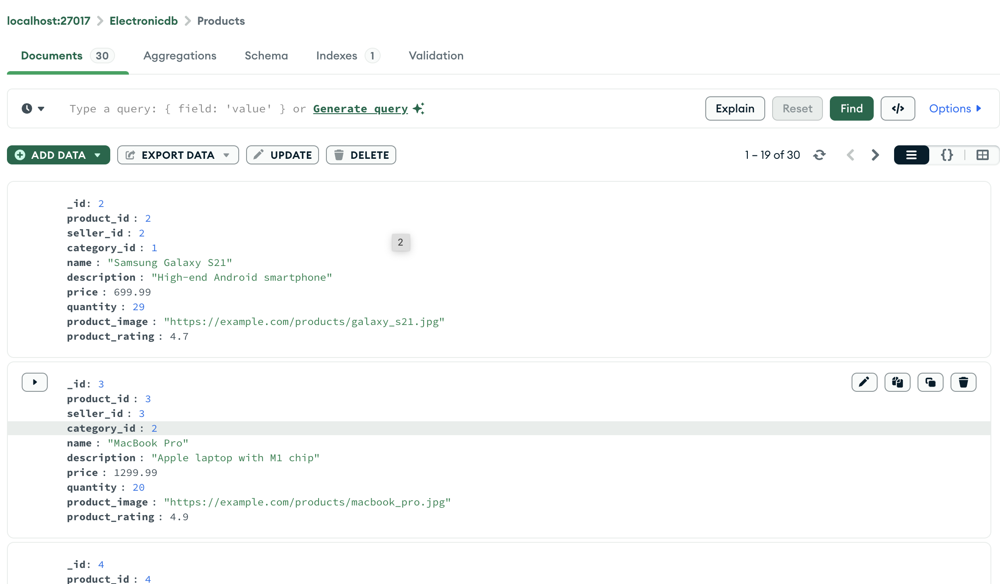 localhost:27017 Electronicdb Products
Documents 30 Aggregations Schema Indexes 1 Validation
Type a query: { field: 'value' } or Generate query Explain Reset Find </> Options
ADD DATA EXPORT DATA UPDATE DELETE 1 – 19 of 30 {}
_id: 2
product_id : 2
seller_id : 2
2
category_id : 1
name : "Samsung Galaxy S21"
description : "High-end Android smartphone"
price : 699.99
quantity : 29
product_image : "https://example.com/products/galaxy_s21.jpg"
product_rating : 4.7
_id: 3
product_id : 3
seller_id : 3
category_id : 2
name : "MacBook Pro"
description : "Apple laptop with M1 chip"
price : 1299.99
quantity : 20
product_image : "https://example.com/products/macbook_pro.jpg"
product_rating : 4.9
_id: 4
product_id : 4